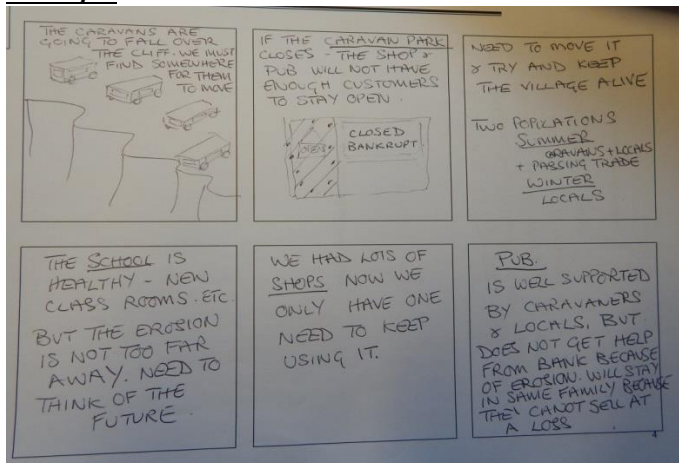 THE CARAVANS ARE
GOING TO FALL OVER
THE CLIFF. WE MUST
FIND SOMEWHERE
FOR THEM
TO MOVE
IF THE CARAVAN PARK
CLOSES - THE SHOP &
PUB WILL NOT HAVE
ENOUGH CUSTOMERS
TO STAY OPEN.
CLOSED
BANKRUPT.
NEED TO MOVE IT
& TRY AND KEEP
THE VILLAGE ALIVE
TWO POPILATIONS
SUMMER
CARAVANS + LOCALS
+ PASSING TRADE
WINTER
LOCALS
THE SCHOOL IS
HEALTHY - NEW
CLASS ROOMS. ETC.
BUT THE EROSION
IS NOT TOO FAR
AWAY. NEED TO
THINK OF THE
FUTURE.
WE HAD LOTS OF
SHOPS NOW WE
ONLY HAVE ONE
NEED TO KEEP
USING IT.
PUB.
IS WELL SUPPORTED
BY CARAVANERS
& LOCALS, BUT
DOES NOT GET HELP
FROM BANK BECAUSE
OF EROSION. WILL STAY
IN SAME FAMILY BECAUSE
THEY CANOT SELL AT
A LOSS
4